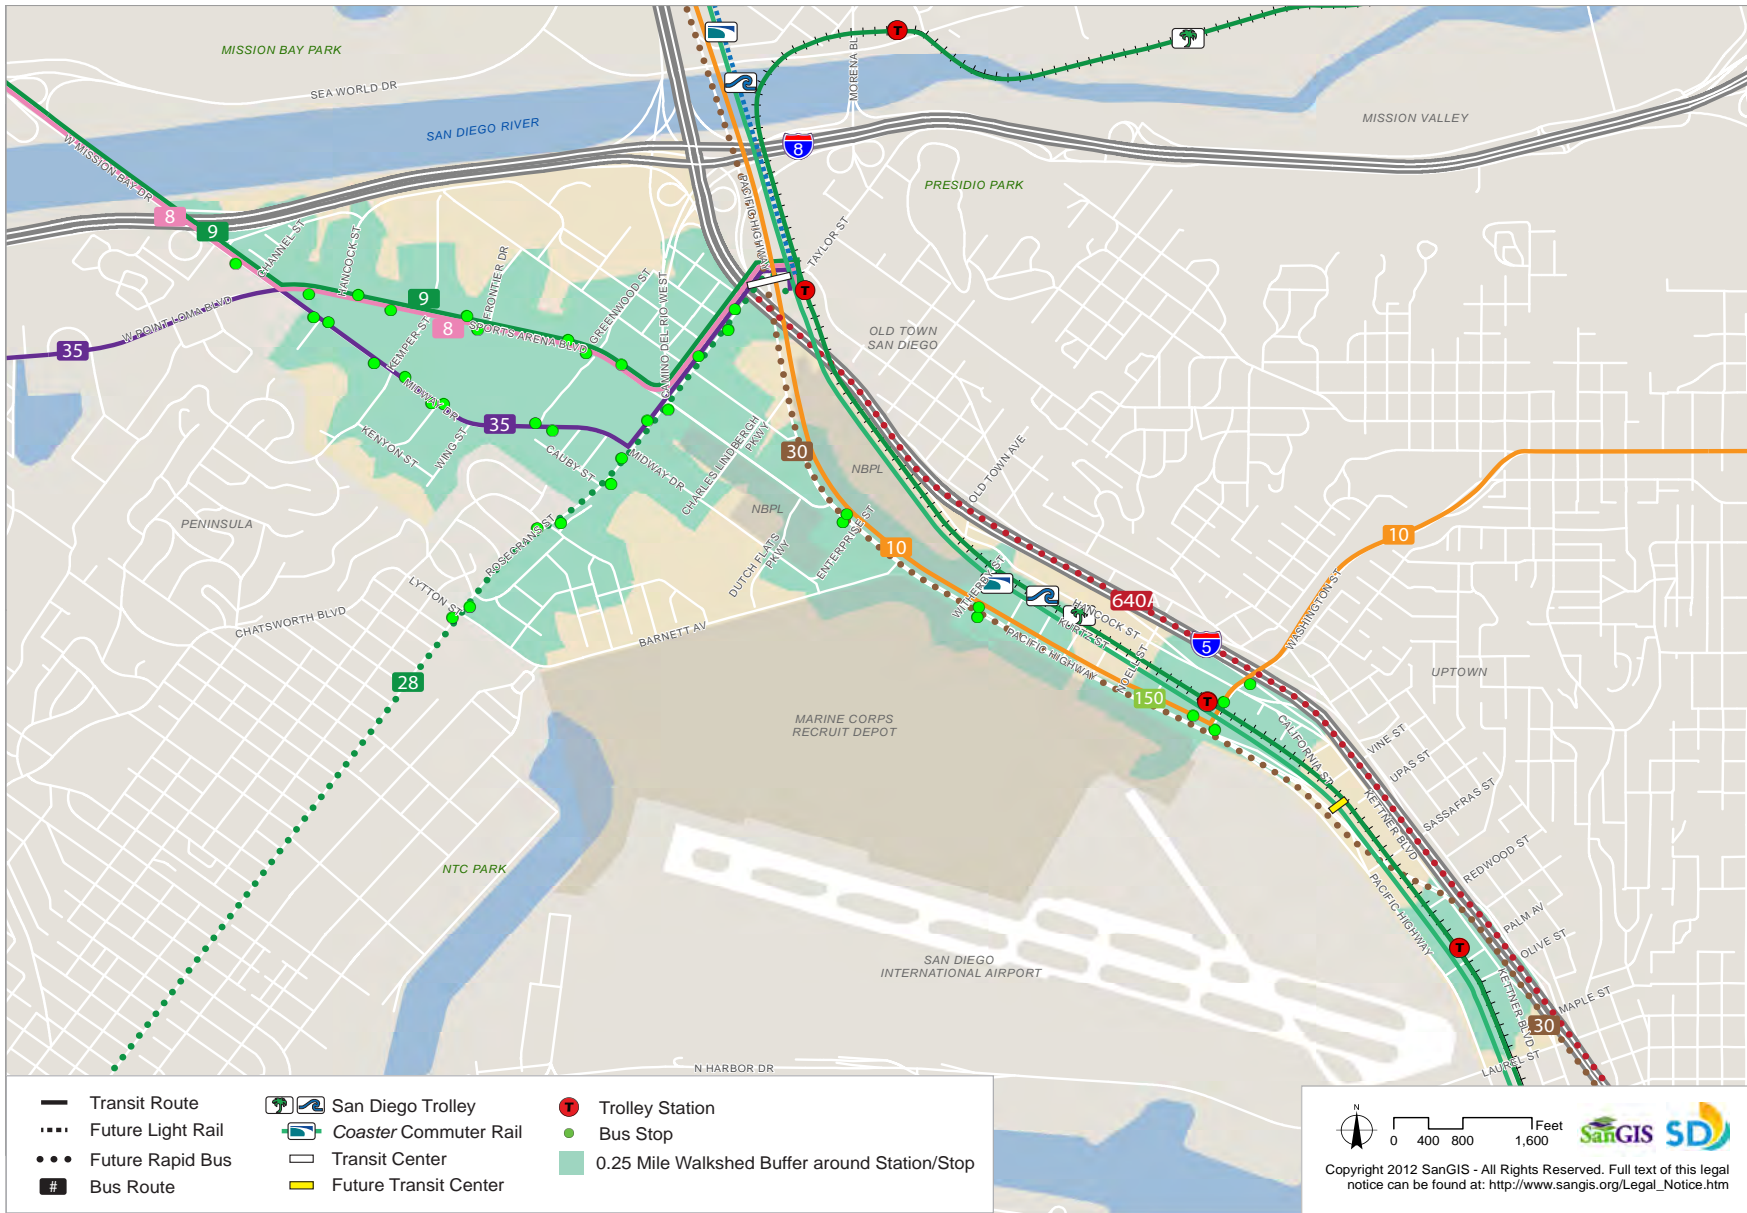 MISSION BAY PARK
SEA WORLD DR
SAN DIEGO RIVER
MORENA BL
MISSION VALLEY
8
PRESIDIO PARK
W MISSION BAY DR
8
9
CHANNEL ST
HANCOCK ST
FRONTIER DR
GREENWOOD ST
CAMINO DEL RIO WEST
PACIFIC HIGHWAY
TAYLOR ST
T
T
9
8
SPORTS ARENA BLVD
W POINT LOMA BLVD
35
KEMPER ST
MIDWAY DR
35
KENYON ST
WING ST
CAUBY ST
MIDWAY DR
CHARLES LINDBERGH
PKWY
OLD TOWN
SAN DIEGO
30
NBPL
NBPL
OLD TOWN AVE
PENINSULA
ROSECRANS ST
DUTCH FLATS
PKWY
ENTERPRISE ST
10
10
LYTTON ST
CHATSWORTH BLVD
BARNETT AV
WITHERBY ST
640A
HANCOCK ST
KURTZ ST
PACIFIC HIGHWAY
NOELL ST
5
WASHINGTON ST
UPTOWN
28
150
T
MARINE CORPS
RECRUIT DEPOT
CALIFORNIA ST
VINE ST
UPAS ST
SASSAFRAS ST
KETTNER BLVD
REDWOOD ST
NTC PARK
PACIFIC HIGHWAY
PALM AV
OLIVE ST
T
SAN DIEGO
INTERNATIONAL AIRPORT
KETTNER BLVD
MAPLE ST
30
LAUREL ST
N HARBOR DR
Transit Route
Future Light Rail
Future Rapid Bus
# Bus Route
San Diego Trolley
Coaster Commuter Rail
Transit Center
Future Transit Center
T Trolley Station
Bus Stop
0.25 Mile Walkshed Buffer around Station/Stop
N
Feet
0 400 800 1,600
SanGIS SD
Copyright 2012 SanGIS - All Rights Reserved. Full text of this legal
notice can be found at: http://www.sangis.org/Legal_Notice.htm